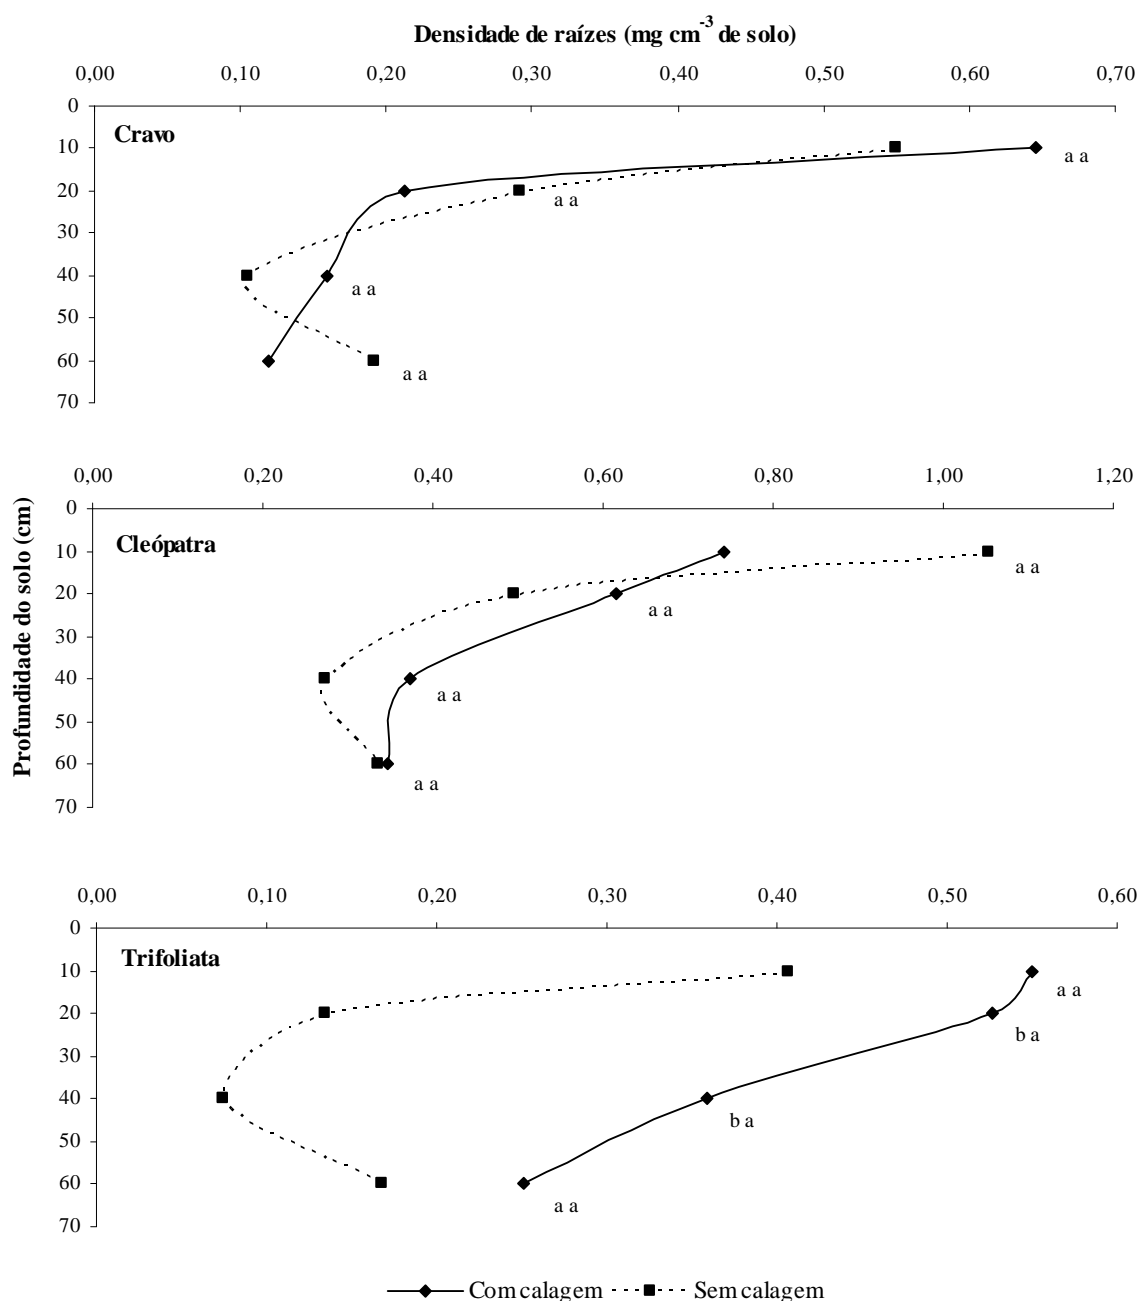 Densidade de raízes (mg cm-3 de solo)
0,00 0,10 0,20 0,30 0,40 0,50 0,60 0,70
0
Cravo
10
a a
20
a a
30
40
a a
50
60
a a
70
0,00 0,20 0,40 0,60 0,80 1,00 1,20
Profundidade do solo (cm)
0
Cleópatra
10
a a
20
a a
30
40
a a
50
60
a a
70
0,00 0,10 0,20 0,30 0,40 0,50 0,60
0
Trifoliata
10
a a
20
b a
30
40
b a
50
60
a a
70
Com calagem Sem calagem